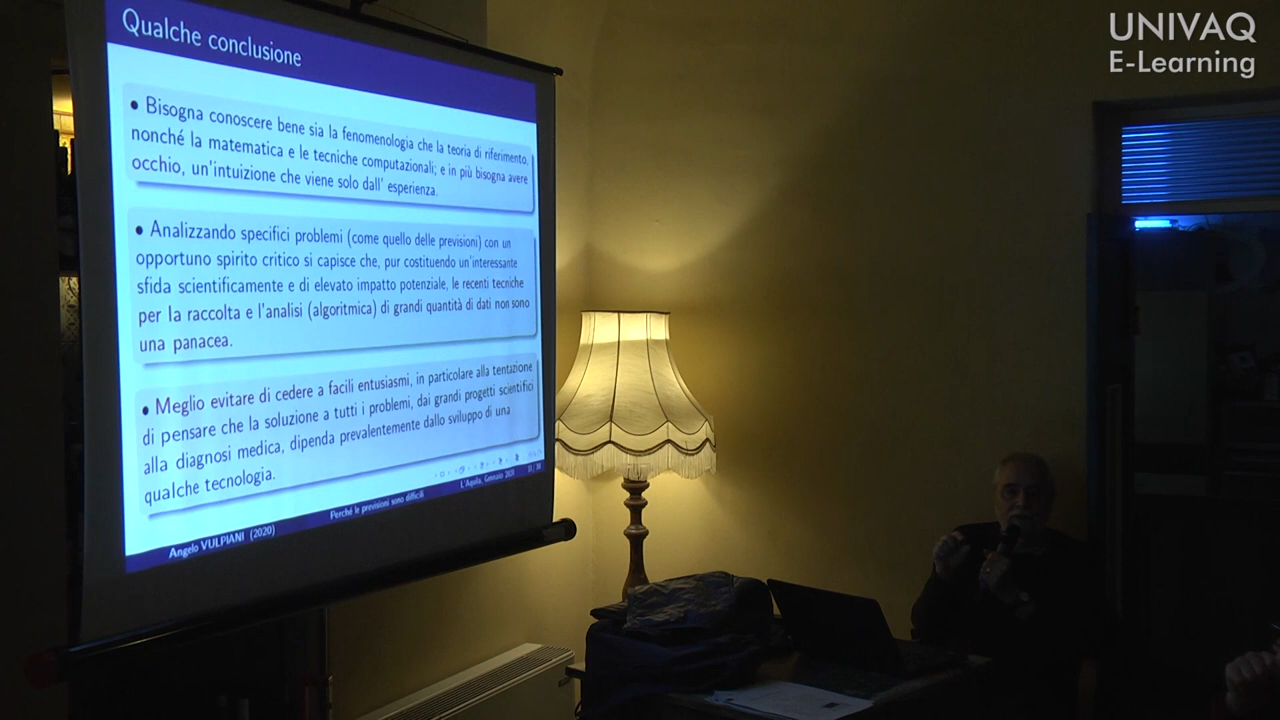 Qualche conclusione
• Bisogna conoscere bene sia la fenomenologia che la teoria di riferimento,
nonché la matematica e le tecniche computazionali; e in più bisogna avere
occhio, un'intuizione che viene solo dall' esperienza.
• Analizzando specifici problemi (come quello delle previsioni) con un
opportuno spirito critico si capisce che, pur costituendo un'interessante
sfida scientificamente e di elevato impatto potenziale, le recenti tecniche
per la raccolta e l'analisi (algoritmica) di grandi quantità di dati non sono
una panacea.
• Meglio evitare di cedere a facili entusiasmi, in particolare alla tentazione
di pensare che la soluzione a tutti i problemi, dai grandi progetti scientifici
alla diagnosi medica, dipenda prevalentemente dallo sviluppo di una
qualche tecnologia.
Angelo VULPIANI (2020) Perché le previsioni sono difficili L'Aquila, Gennaio
UNIVAQ
E-Learning